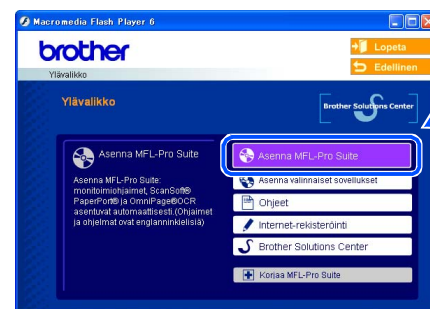 Macromedia Flash Player 6
brother
Lopeta
Edellinen
Ylävalikko
Ylävalikko
Brother Solutions Center
Asenna MFL-Pro Suite
Asenna MFL-Pro Suite:
monitoimiohjaimet, ScanSoft®
PaperPort® ja OmniPage®OCR
asentuvat automaattisesti.(Ohjaimet
ja ohjelmat ovat englanninkielisiä)
Asenna MFL-Pro Suite
Asenna valinnaiset sovellukset
Ohjeet
Internet-rekisteröinti
Brother Solutions Center
Korjaa MFL-Pro Suite